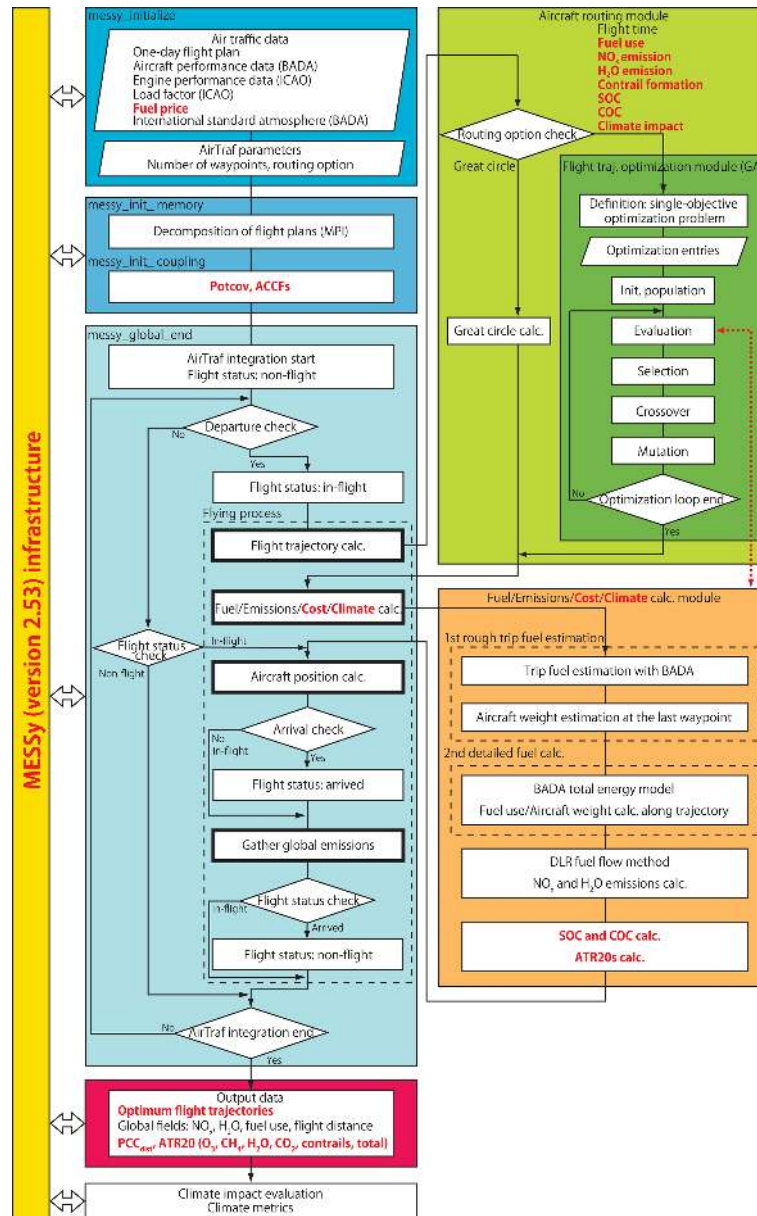 MESSy (version 2.53) infrastructure
messy_initialize
Air traffic data
One-day flight plan
Aircraft performance data (BADA)
Engine performance data (ICAO)
Load factor (ICAO)
Fuel price
International standard atmosphere (BADA)
AirTraf parameters
Number of waypoints, routing option
messy_init_memory
Decomposition of flight plans (MPI)
messy_init_coupling
Potcov, ACCFs
messy_global_end
AirTraf integration start
Flight status: non-flight
Departure check
No
Yes
Flight status: in-flight
Flying process
Flight trajectory calc.
Fuel/Emissions/Cost/Climate calc.
Flight status
check
In-flight
Non-flight
Aircraft position calc.
Arrival check
No
In-flight
Yes
Flight status: arrived
Gather global emissions
Flight status check
In-flight
Arrived
Flight status: non-flight
No
AirTraf integration end
Yes
Output data
Optimum flight trajectories
Global fields: NOx, H2O, fuel use, flight distance
PCCdist, ATR20 (O3, CH4, H2O, CO2, contrails, total)
Climate impact evaluation
Climate metrics
Aircraft routing module
Flight time
Fuel use
NOx emission
H2O emission
Contrail formation
SOC
COC
Climate impact
Routing option check
Great circle
Flight traj. optimization module (GA
Definition: single-objective
optimization problem
Optimization entries
Init. population
Great circle calc.
Evaluation
Selection
Crossover
Mutation
No
Optimization loop end
Yes
Fuel/Emissions/Cost/Climate calc. module
1st rough trip fuel estimation
Trip fuel estimation with BADA
Aircraft weight estimation at the last waypoint
2nd detailed fuel calc.
BADA total energy model
Fuel use/Aircraft weight calc. along trajectory
DLR fuel flow method
NOx and H2O emissions calc.
SOC and COC calc.
ATR20s calc.